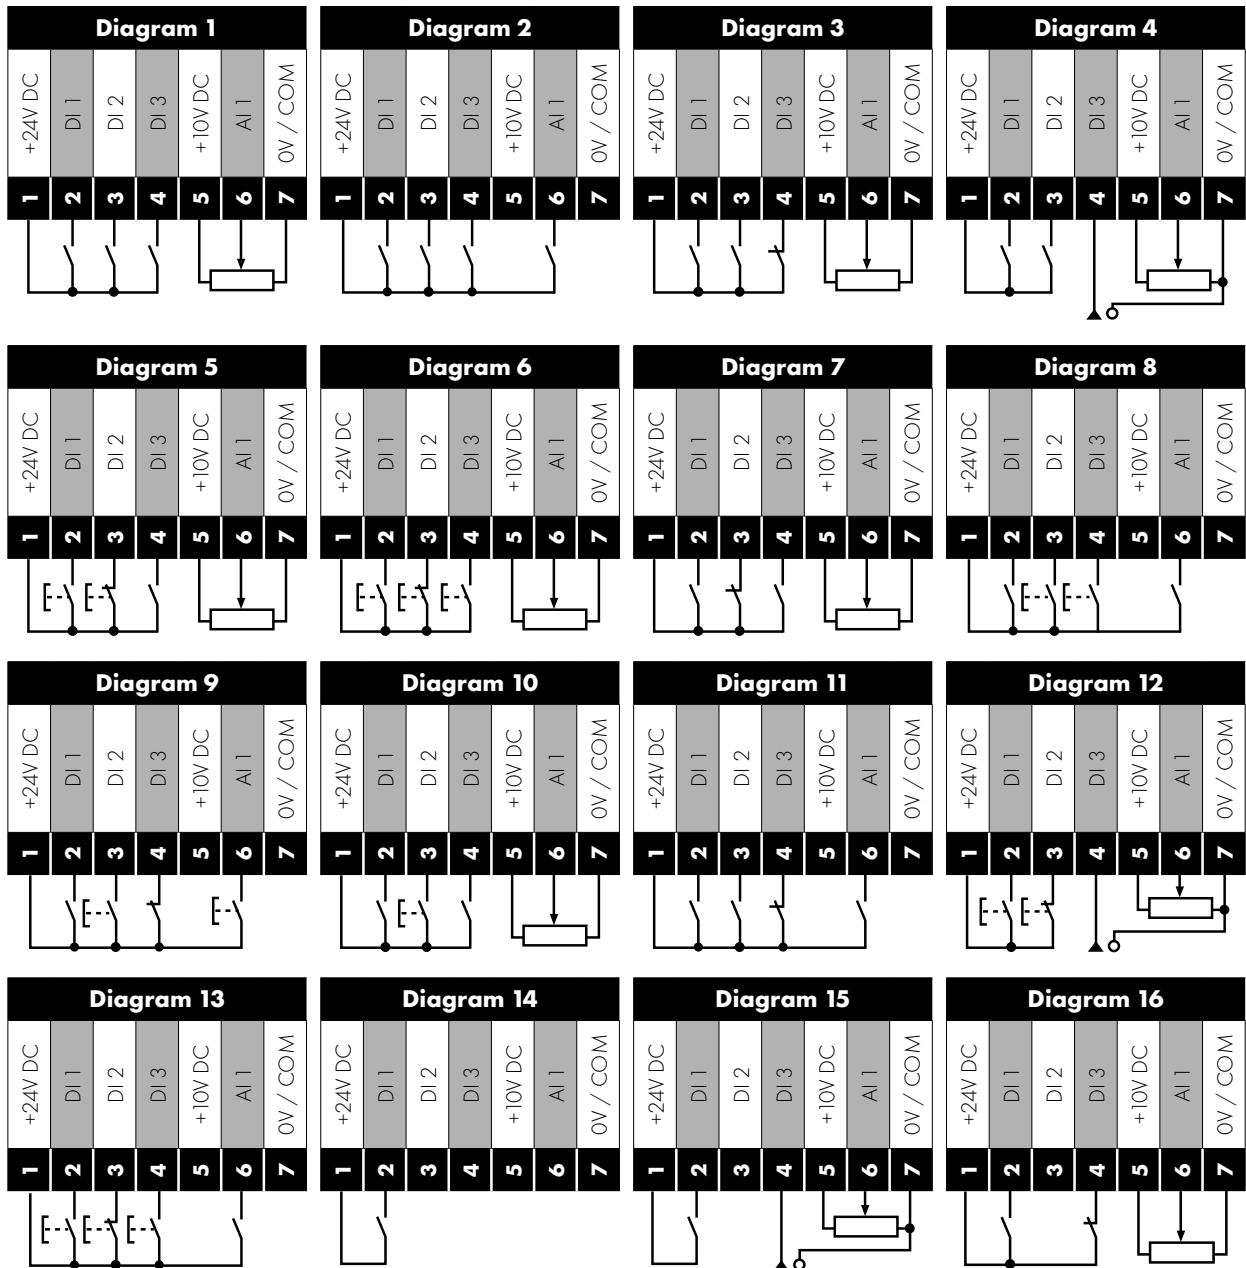 Diagram 1
+24V DC DI 1 DI 2 DI 3 +10V DC AI 1 0V / COM
1 2 3 4 5 6 7
Diagram 2
+24V DC DI 1 DI 2 DI 3 +10V DC AI 1 0V / COM
1 2 3 4 5 6 7
Diagram 3
+24V DC DI 1 DI 2 DI 3 +10V DC AI 1 0V / COM
1 2 3 4 5 6 7
Diagram 4
+24V DC DI 1 DI 2 DI 3 +10V DC AI 1 0V / COM
1 2 3 4 5 6 7
Diagram 5
+24V DC DI 1 DI 2 DI 3 +10V DC AI 1 0V / COM
1 2 3 4 5 6 7
Diagram 6
+24V DC DI 1 DI 2 DI 3 +10V DC AI 1 0V / COM
1 2 3 4 5 6 7
Diagram 7
+24V DC DI 1 DI 2 DI 3 +10V DC AI 1 0V / COM
1 2 3 4 5 6 7
Diagram 8
+24V DC DI 1 DI 2 DI 3 +10V DC AI 1 0V / COM
1 2 3 4 5 6 7
Diagram 9
+24V DC DI 1 DI 2 DI 3 +10V DC AI 1 0V / COM
1 2 3 4 5 6 7
Diagram 10
+24V DC DI 1 DI 2 DI 3 +10V DC AI 1 0V / COM
1 2 3 4 5 6 7
Diagram 11
+24V DC DI 1 DI 2 DI 3 +10V DC AI 1 0V / COM
1 2 3 4 5 6 7
Diagram 12
+24V DC DI 1 DI 2 DI 3 +10V DC AI 1 0V / COM
1 2 3 4 5 6 7
Diagram 13
+24V DC DI 1 DI 2 DI 3 +10V DC AI 1 0V / COM
1 2 3 4 5 6 7
Diagram 14
+24V DC DI 1 DI 2 DI 3 +10V DC AI 1 0V / COM
1 2 3 4 5 6 7
Diagram 15
+24V DC DI 1 DI 2 DI 3 +10V DC AI 1 0V / COM
1 2 3 4 5 6 7
Diagram 16
+24V DC DI 1 DI 2 DI 3 +10V DC AI 1 0V / COM
1 2 3 4 5 6 7